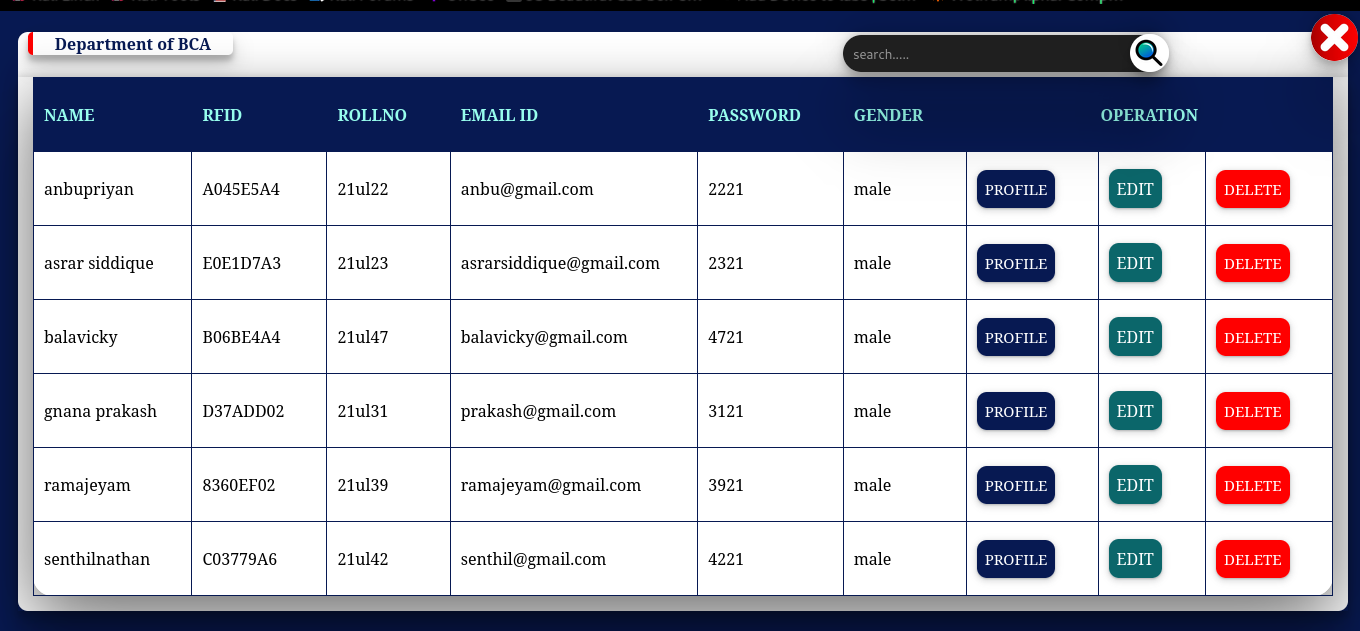 Department of BCA
search.....
NAME RFID ROLLNO EMAIL ID PASSWORD GENDER OPERATION
anbupriyan A045E5A4 21ul22 anbu@gmail.com 2221 male PROFILE EDIT DELETE
asrar siddique E0E1D7A3 21ul23 asrarsiddique@gmail.com 2321 male PROFILE EDIT DELETE
balavicky B06BE4A4 21ul47 balavicky@gmail.com 4721 male PROFILE EDIT DELETE
gnana prakash D37ADD02 21ul31 prakash@gmail.com 3121 male PROFILE EDIT DELETE
ramajeyam 8360EF02 21ul39 ramajeyam@gmail.com 3921 male PROFILE EDIT DELETE
senthilnathan C03779A6 21ul42 senthil@gmail.com 4221 male PROFILE EDIT DELETE